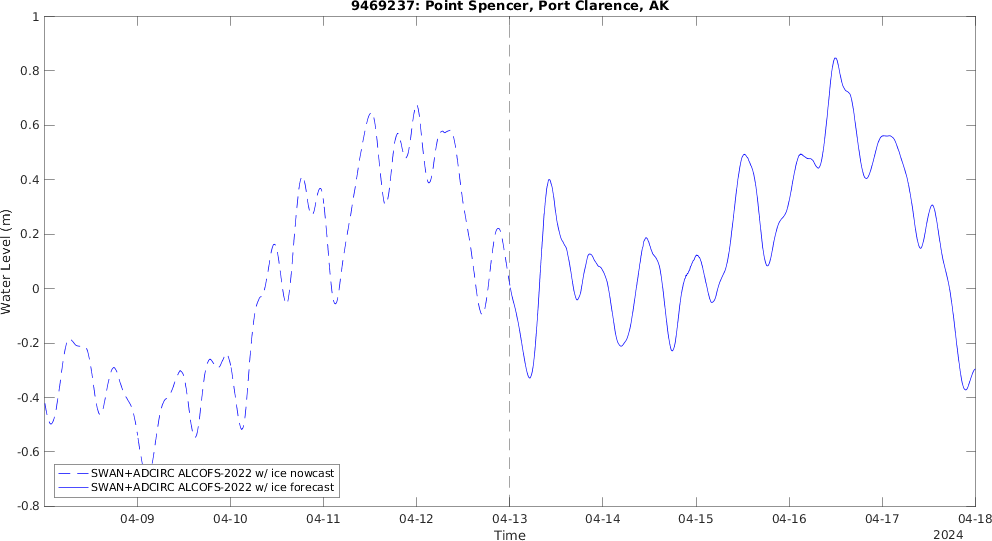 9469237: Point Spencer, Port Clarence, AK
1
0.8
0.6
0.4
0.2
0
-0.2
-0.4
-0.6
-0.8
Water Level (m)
SWAN+ADCIRC ALCOFS-2022 w/ ice nowcast
SWAN+ADCIRC ALCOFS-2022 w/ ice forecast
04-09 04-10 04-11 04-12 04-13 04-14 04-15 04-16 04-17 04-18
Time
2024